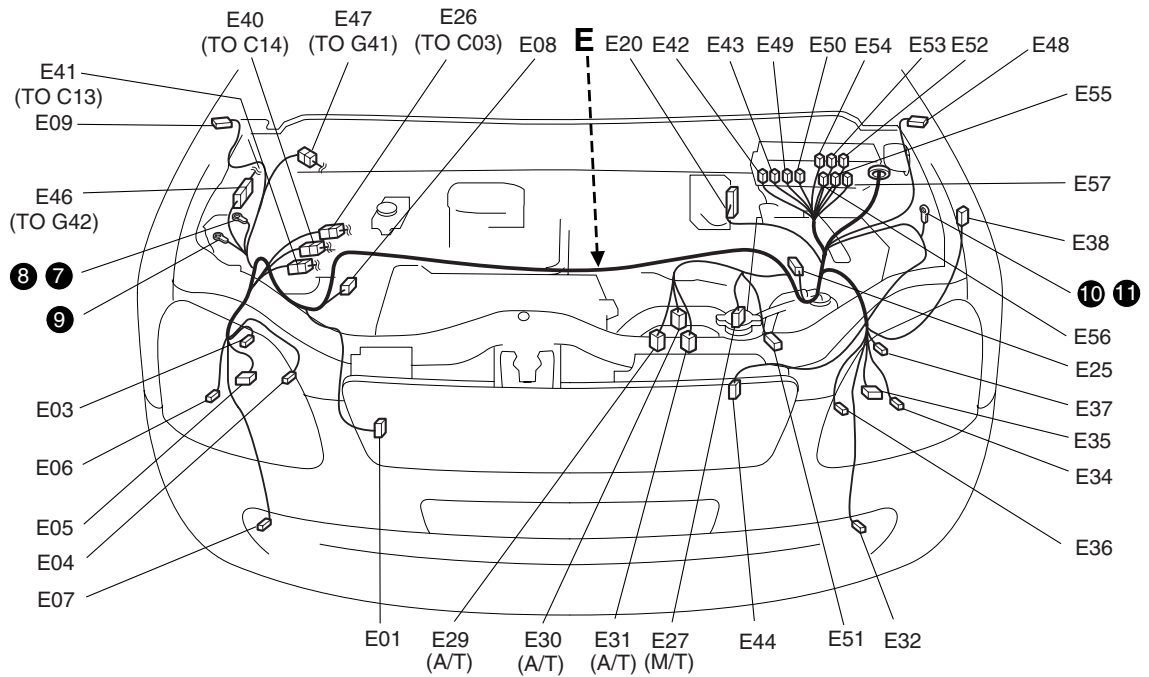 E40
(TO C14)
E47
(TO G41)
E26
(TO C03)
E08
E
E20
E42
E43
E49
E50
E54
E53
E52
E48
E41
(TO C13)
E09
E55
E46
(TO G42)
E57
E38
8 7
9
10 11
E56
E25
E03
E37
E06
E35
E34
E05
E04
E36
E07
E01
E29
(A/T)
E30
(A/T)
E31
(A/T)
E27
(M/T)
E44
E51
E32